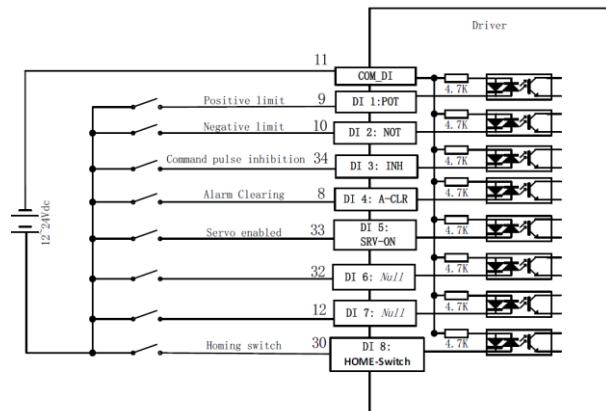 Driver
11
COM_DI
4.7K
Positive limit
9
DI 1:POT
4.7K
Negative limit
10
DI 2: NOT
4.7K
Command pulse inhibition
34
DI 3: INH
4.7K
Alarm Clearing
8
DI 4: A-CLR
4.7K
12~24Vdc
Servo enabled
33
DI 5:
SRV-ON
4.7K
32
DI 6: Null
4.7K
12
DI 7: Null
4.7K
Homing switch
30
DI 8:
HOME-Switch
4.7K